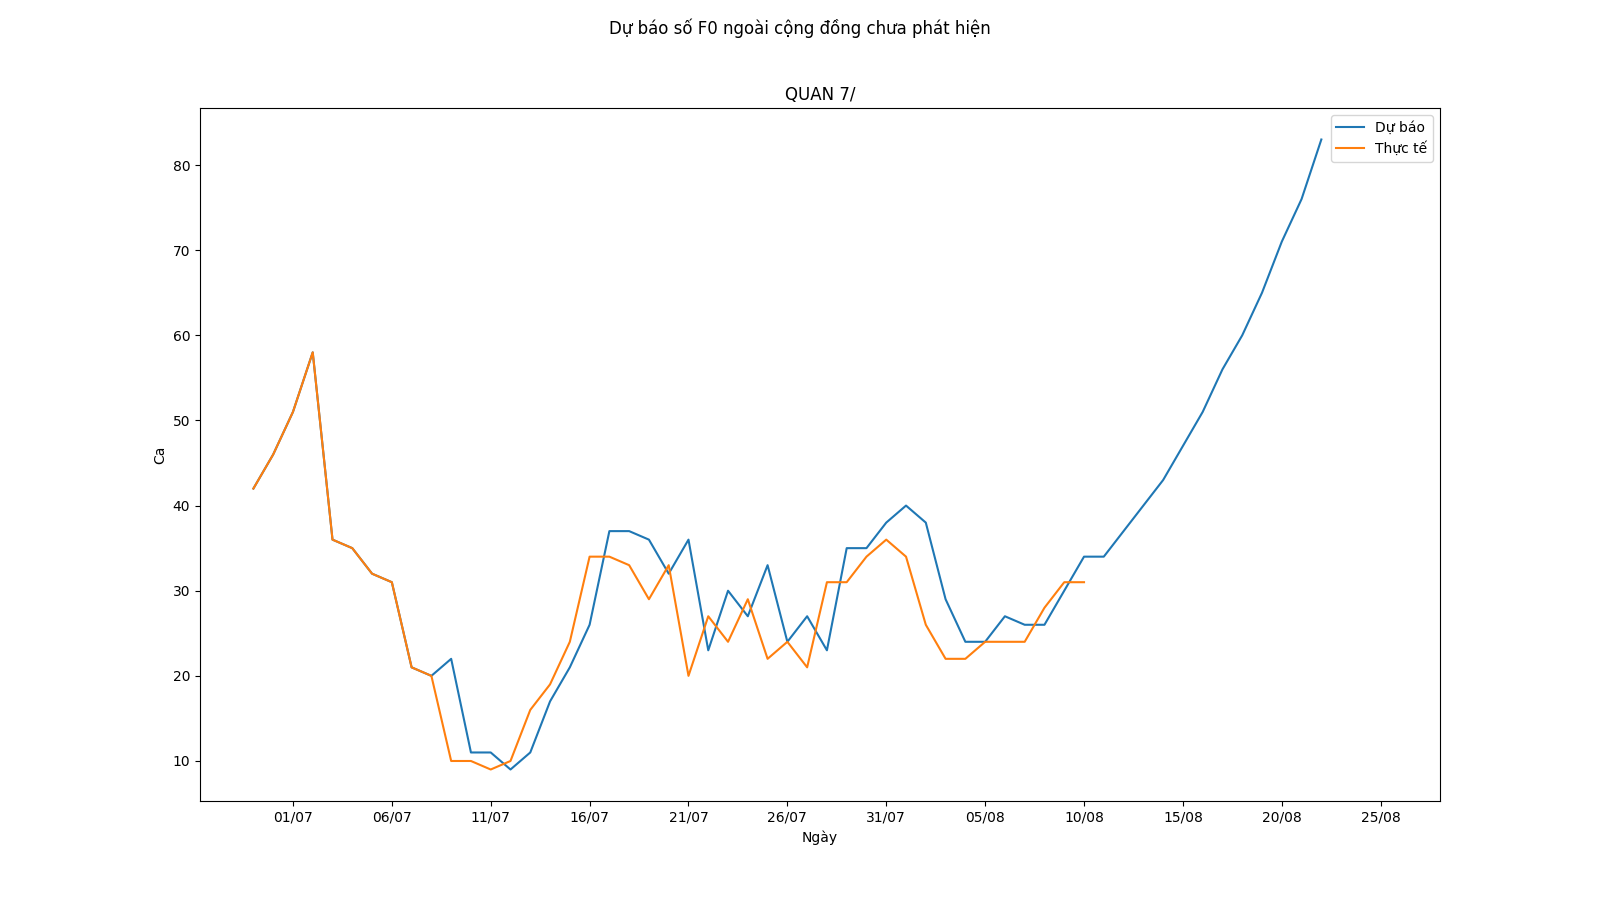 Dự báo số F0 ngoài cộng đồng chưa phát hiện
QUAN 7/
Dự báo
Thực tế
80
70
60
50
40
30
20
10
Ca
01/07 06/07 11/07 16/07 21/07 26/07 31/07 05/08 10/08 15/08 20/08 25/08
Ngày